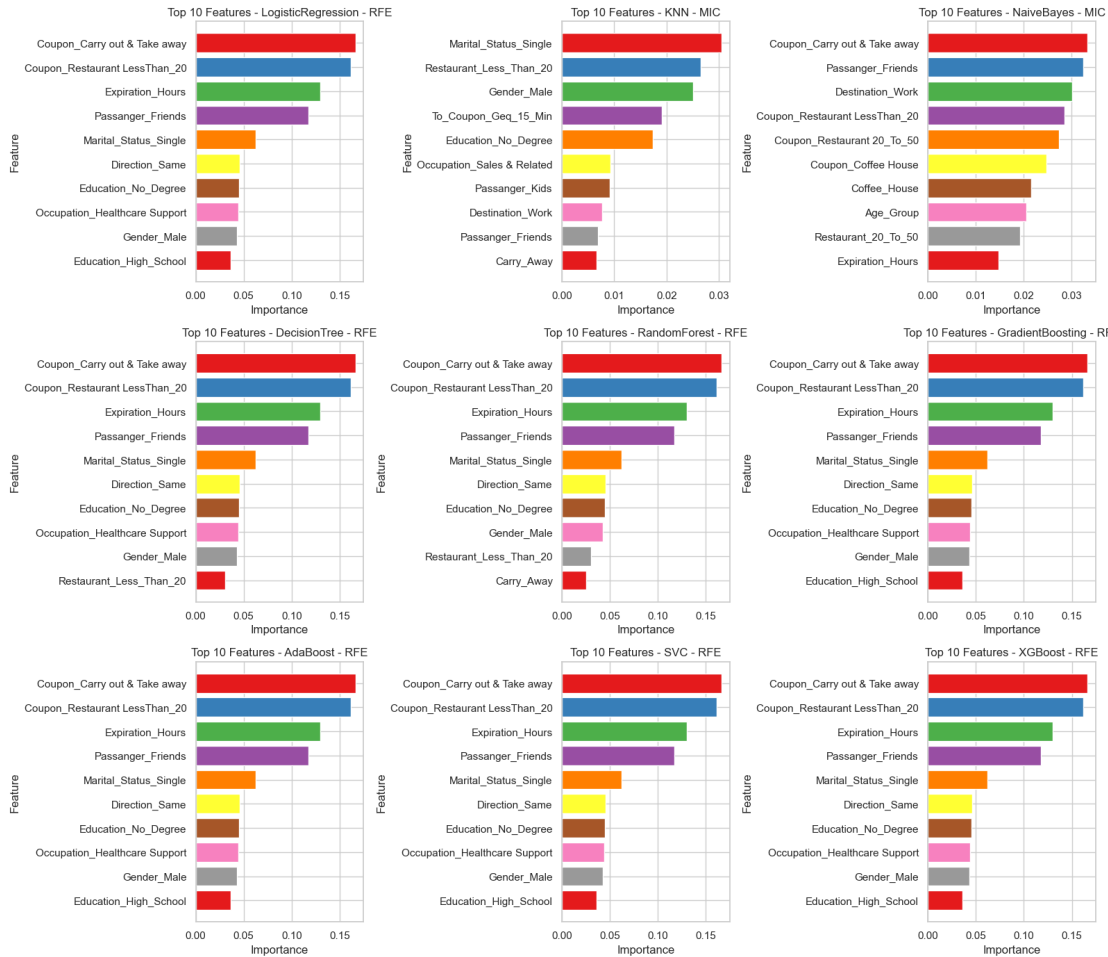 Top 10 Features - LogisticRegression - RFE
Feature
Coupon_Carry out & Take away
Coupon_Restaurant LessThan_20
Expiration_Hours
Passanger_Friends
Marital_Status_Single
Direction_Same
Education_No_Degree
Occupation_Healthcare Support
Gender_Male
Education_High_School
0.00 0.05 0.10 0.15
Importance
Top 10 Features - KNN - MIC
Feature
Marital_Status_Single
Restaurant_Less_Than_20
Gender_Male
To_Coupon_Geq_15_Min
Education_No_Degree
Occupation_Sales & Related
Passanger_Kids
Destination_Work
Passanger_Friends
Carry_Away
0.00 0.01 0.02 0.03
Importance
Top 10 Features - NaiveBayes - MIC
Feature
Coupon_Carry out & Take away
Passanger_Friends
Destination_Work
Coupon_Restaurant LessThan_20
Coupon_Restaurant 20_To_50
Coupon_Coffee House
Coffee_House
Age_Group
Restaurant_20_To_50
Expiration_Hours
0.00 0.01 0.02 0.03
Importance
Top 10 Features - DecisionTree - RFE
Feature
Coupon_Carry out & Take away
Coupon_Restaurant LessThan_20
Expiration_Hours
Passanger_Friends
Marital_Status_Single
Direction_Same
Education_No_Degree
Occupation_Healthcare Support
Gender_Male
Restaurant_Less_Than_20
0.00 0.05 0.10 0.15
Importance
Top 10 Features - RandomForest - RFE
Feature
Coupon_Carry out & Take away
Coupon_Restaurant LessThan_20
Expiration_Hours
Passanger_Friends
Marital_Status_Single
Direction_Same
Education_No_Degree
Gender_Male
Restaurant_Less_Than_20
Carry_Away
0.00 0.05 0.10 0.15
Importance
Top 10 Features - GradientBoosting - RF
Feature
Coupon_Carry out & Take away
Coupon_Restaurant LessThan_20
Expiration_Hours
Passanger_Friends
Marital_Status_Single
Direction_Same
Education_No_Degree
Occupation_Healthcare Support
Gender_Male
Education_High_School
0.00 0.05 0.10 0.15
Importance
Top 10 Features - AdaBoost - RFE
Feature
Coupon_Carry out & Take away
Coupon_Restaurant LessThan_20
Expiration_Hours
Passanger_Friends
Marital_Status_Single
Direction_Same
Education_No_Degree
Occupation_Healthcare Support
Gender_Male
Education_High_School
0.00 0.05 0.10 0.15
Importance
Top 10 Features - SVC - RFE
Feature
Coupon_Carry out & Take away
Coupon_Restaurant LessThan_20
Expiration_Hours
Passanger_Friends
Marital_Status_Single
Direction_Same
Education_No_Degree
Occupation_Healthcare Support
Gender_Male
Education_High_School
0.00 0.05 0.10 0.15
Importance
Top 10 Features - XGBoost - RFE
Feature
Coupon_Carry out & Take away
Coupon_Restaurant LessThan_20
Expiration_Hours
Passanger_Friends
Marital_Status_Single
Direction_Same
Education_No_Degree
Occupation_Healthcare Support
Gender_Male
Education_High_School
0.00 0.05 0.10 0.15
Importance